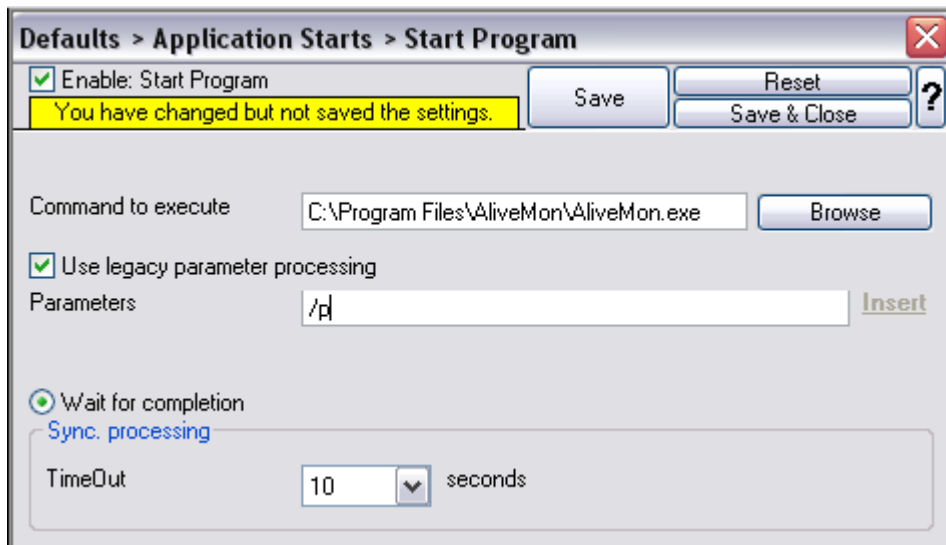 Defaults > Application Starts > Start Program
Enable: Start Program
You have changed but not saved the settings.
Save
Reset
Save & Close
?
Command to execute
C:\Program Files\AliveMon\AliveMon.exe
Browse
Use legacy parameter processing
Parameters
/p
Insert
Wait for completion
Sync. processing
TimeOut
10
seconds